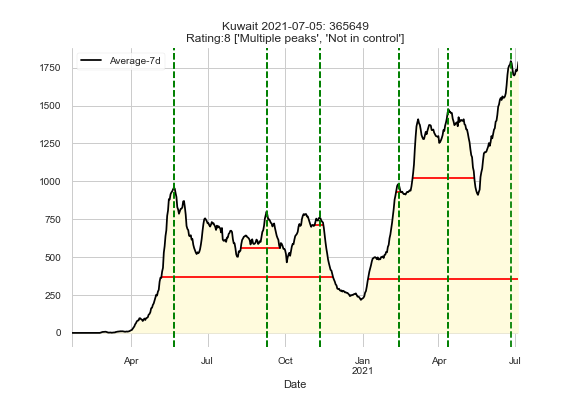 Kuwait 2021-07-05: 365649
Rating:8 ['Multiple peaks', 'Not in control']
Average-7d
1750
1500
1250
1000
750
500
250
0
Apr
Jul
Oct
Jan
2021
Apr
Jul
Date